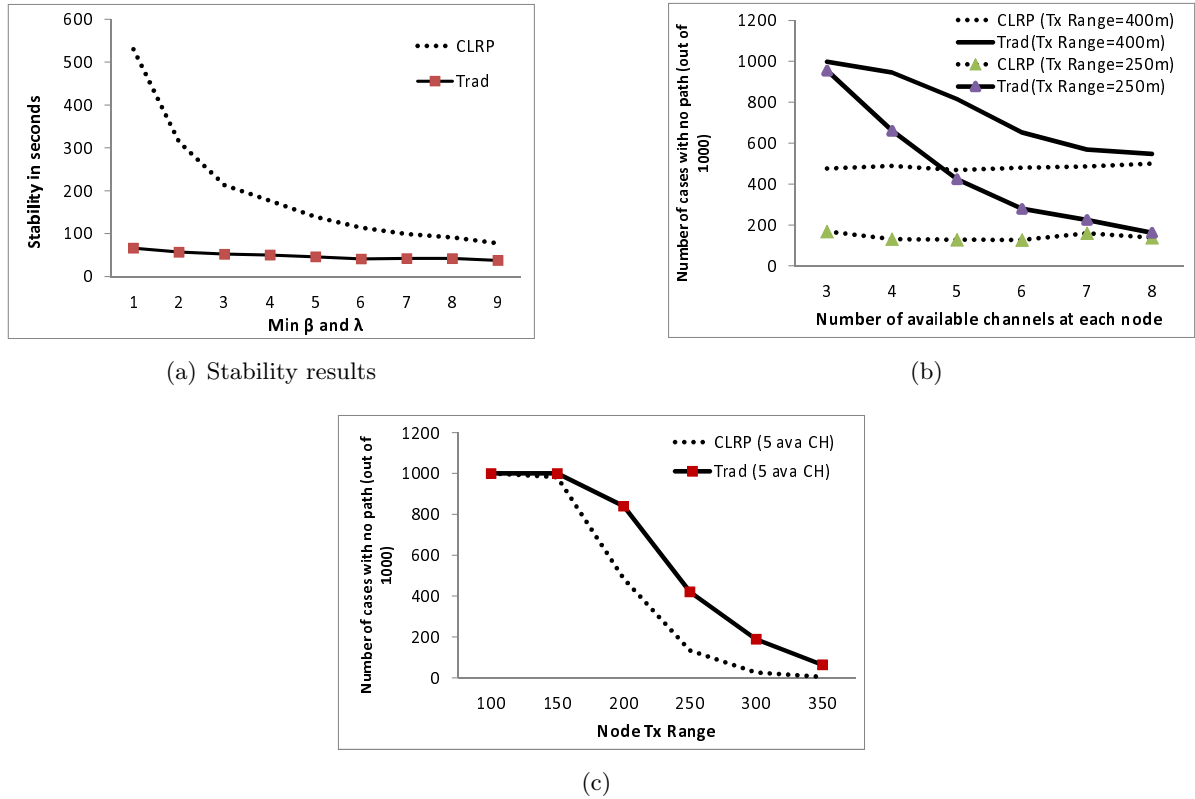 600
500
400
300
200
100
0
Stability in seconds
CLRP
Trad
1 2 3 4 5 6 7 8 9
Min β and λ
(a) Stability results
1200
1000
800
600
400
200
0
Number of cases with no path (out of
1000)
CLRP (Tx Range=400m)
Trad(Tx Range=400m)
CLRP (Tx Range=250m)
Trad(Tx Range=250m)
3 4 5 6 7 8
Number of available channels at each node
(b)
1200
1000
800
600
400
200
0
Number of cases with no path (out of
1000)
CLRP (5 ava CH)
Trad (5 ava CH)
100 150 200 250 300 350
Node Tx Range
(c)